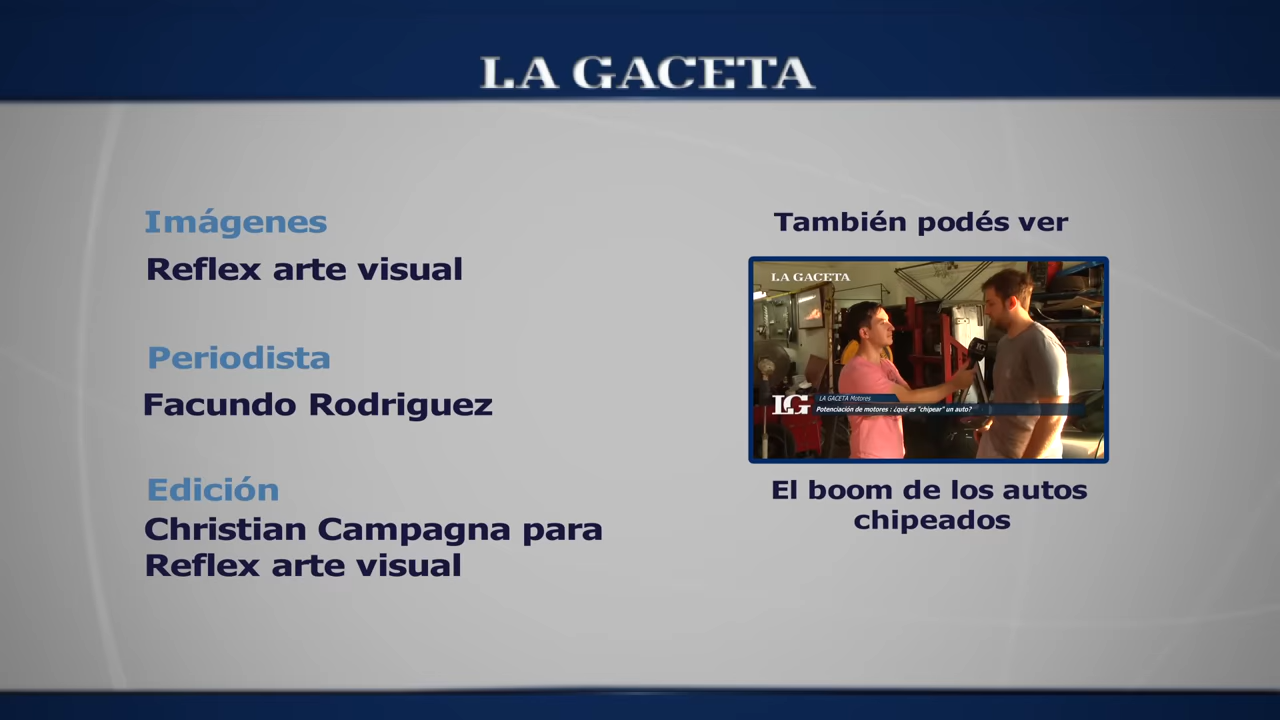 LA GACETA
Imágenes
Reflex arte visual
Periodista
Facundo Rodriguez
Edición
Christian Campagna para
Reflex arte visual
También podés ver
LA GACETA
LG
LG
LA GACETA Motores
Potenciación de motores : ¿qué es "chipear" un auto?
El boom de los autos
chipeados